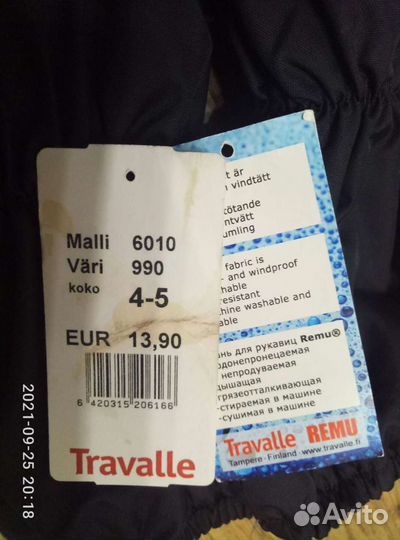 Malli 6010
Väri 990
koko 4-5
EUR 13,90
6 420315 206166
Travalle
t är
vindtätt
ötande
ntvätt
umling
fabric is
and windproof
hable
resistant
chine washable and
able
нь для рукавиц Remu®
донепроницаемая
непродуваемая
дышащая
грязеотталкивающая
-стираемая в машине
-сушимая в машине
Travalle REMU
Tampere · Finland · www.travalle.fi
2021-09-25 20:18
Avito